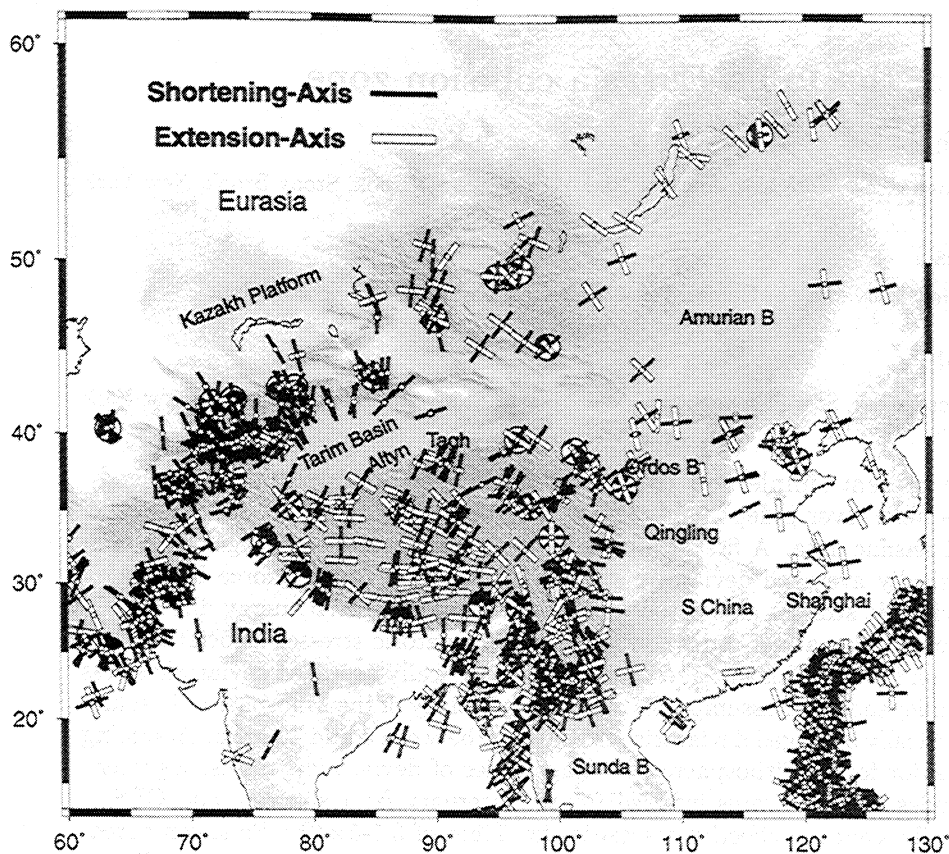 60°
Shortening-Axis
Extension-Axis
Eurasia
50°
Kazakh Platform
Amurian B
40°
Tarim Basin
Altyn
Tagh
Ordos B
Qingling
30°
S China
Shanghai
India
20°
Sunda B
60 70 80 90 100 110 120 130